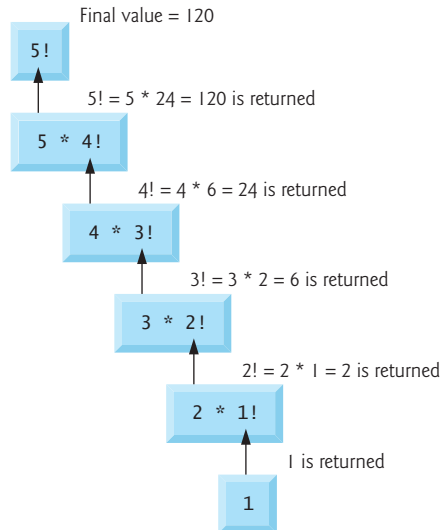 Final value = 120
5!
5! = 5 * 24 = 120 is returned
5 * 4!
4! = 4 * 6 = 24 is returned
4 * 3!
3! = 3 * 2 = 6 is returned
3 * 2!
2! = 2 * 1 = 2 is returned
2 * 1!
1 is returned
1